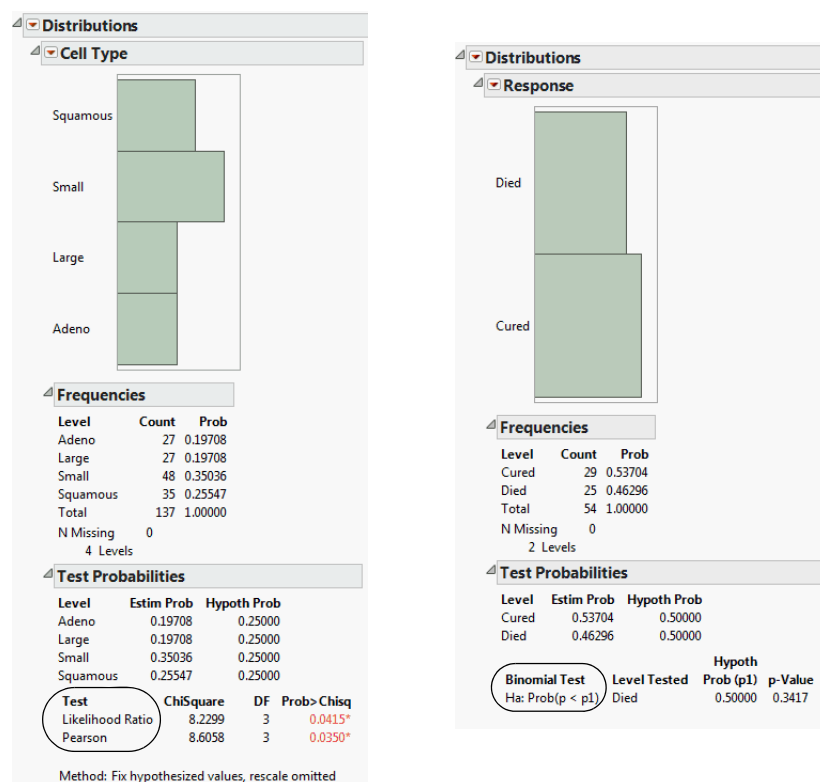 Distributions
Cell Type
Squamous
Small
Large
Adeno
Frequencies
Level Count Prob
Adeno 27 0.19708
Large 27 0.19708
Small 48 0.35036
Squamous 35 0.25547
Total 137 1.00000
N Missing 0
4 Levels
Test Probabilities
Level Estim Prob Hypoth Prob
Adeno 0.19708 0.25000
Large 0.19708 0.25000
Small 0.35036 0.25000
Squamous 0.25547 0.25000
Test ChiSquare DF Prob>Chisq
Likelihood Ratio 8.2299 3 0.0415*
Pearson 8.6058 3 0.0350*
Method: Fix hypothesized values, rescale omitted
Distributions
Response
Died
Cured
Frequencies
Level Count Prob
Cured 29 0.53704
Died 25 0.46296
Total 54 1.00000
N Missing 0
2 Levels
Test Probabilities
Level Estim Prob Hypoth Prob
Cured 0.53704 0.50000
Died 0.46296 0.50000
Hypoth
Binomial Test Level Tested Prob (p1) p-Value
Ha: Prob(p < p1) Died 0.50000 0.3417